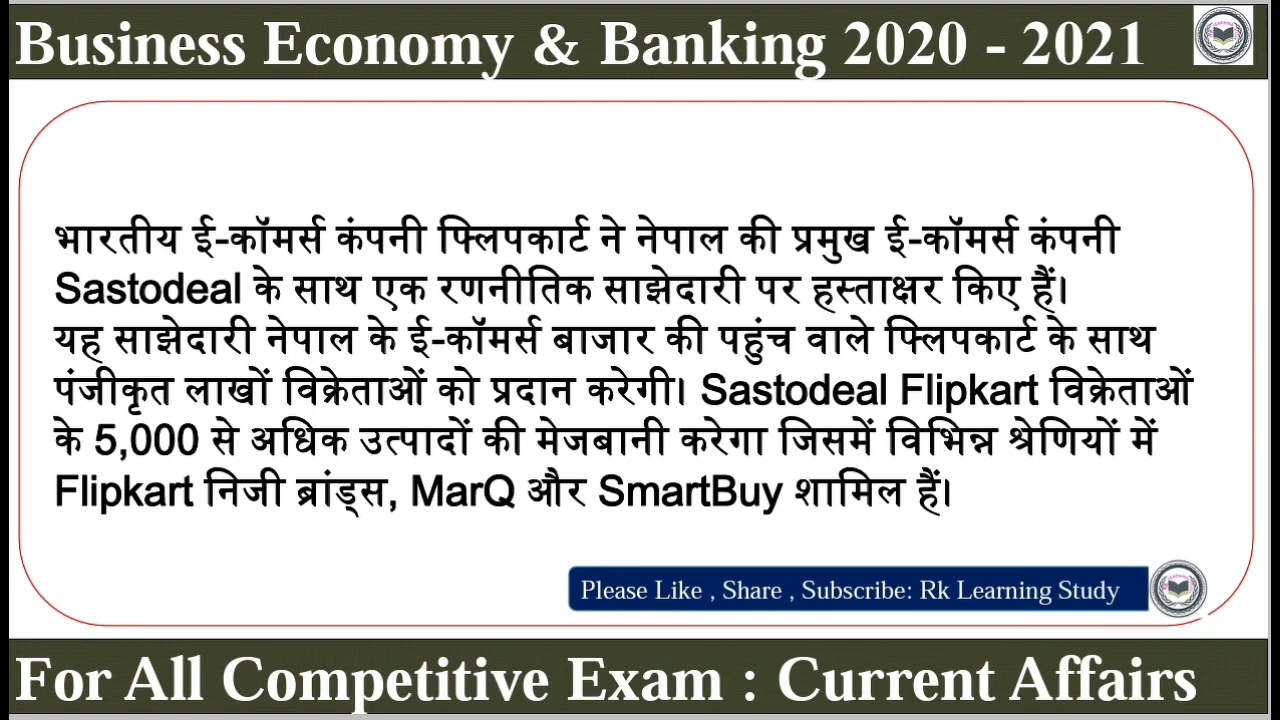 Business Economy & Banking 2020 - 2021
भारतीय ई-कॉमर्स कंपनी फ्लिपकार्ट ने नेपाल की प्रमुख ई-कॉमर्स कंपनी
Sastodeal के साथ एक रणनीतिक साझेदारी पर हस्ताक्षर किए हैं।
यह साझेदारी नेपाल के ई-कॉमर्स बाजार की पहुंच वाले फ्लिपकार्ट के साथ
पंजीकृत लाखों विक्रेताओं को प्रदान करेगी। Sastodeal Flipkart विक्रेताओं
के 5,000 से अधिक उत्पादों की मेजबानी करेगा जिसमें विभिन्न श्रेणियों में
Flipkart निजी ब्रांड्स, MarQ और SmartBuy शामिल हैं।
Please Like , Share , Subscribe: Rk Learning Study
For All Competitive Exam : Current Affairs